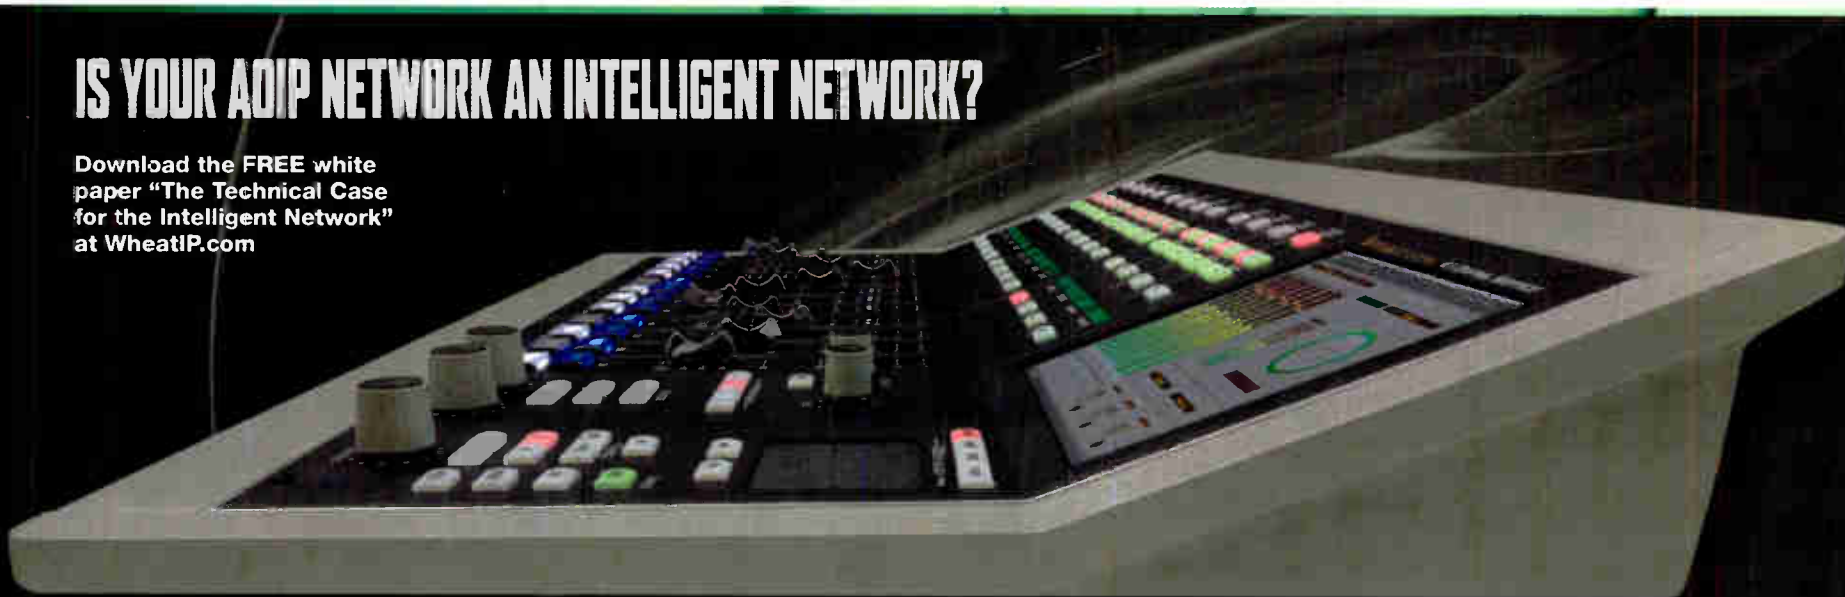 IS YOUR AOIP NETWORK AN INTELLIGENT NETWORK?
Download the FREE white
paper “The Technical Case
for the Intelligent Network”
at WheatIP.com